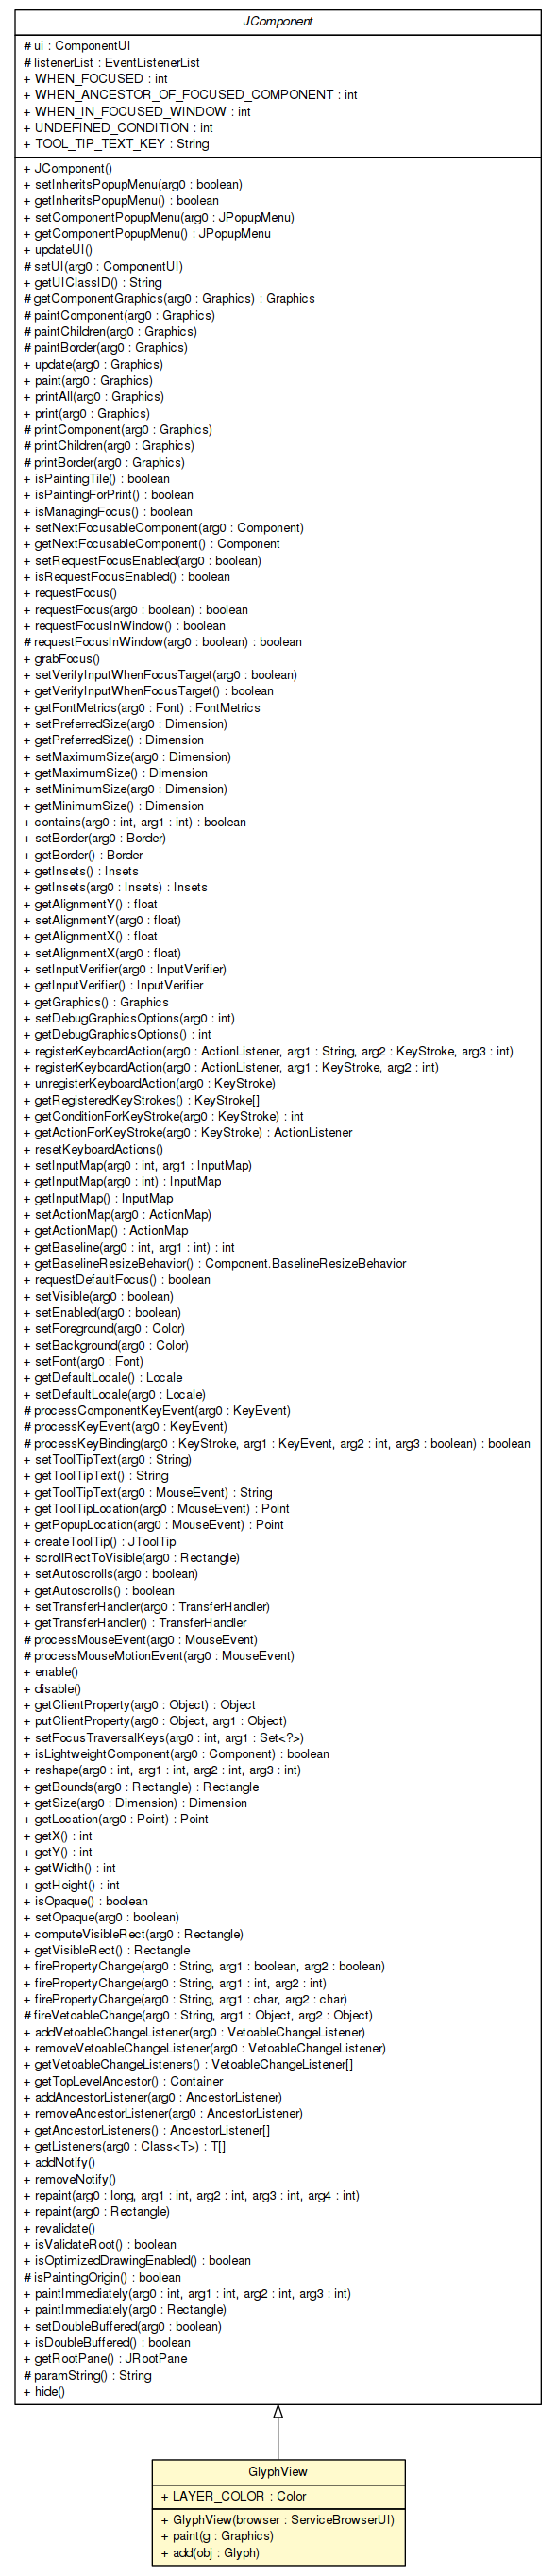 JComponent
# ui : ComponentUI
# listenerList : EventListenerList
+ WHEN_FOCUSED : int
+ WHEN_ANCESTOR_OF_FOCUSED_COMPONENT : int
+ WHEN_IN_FOCUSED_WINDOW : int
+ UNDEFINED_CONDITION : int
+ TOOL_TIP_TEXT_KEY : String
+ JComponent()
+ setInheritsPopupMenu(arg0 : boolean)
+ getInheritsPopupMenu() : boolean
+ setComponentPopupMenu(arg0 : JPopupMenu)
+ getComponentPopupMenu() : JPopupMenu
+ updateUI()
# setUI(arg0 : ComponentUI)
+ getUIClassID() : String
# getComponentGraphics(arg0 : Graphics) : Graphics
# paintComponent(arg0 : Graphics)
# paintChildren(arg0 : Graphics)
# paintBorder(arg0 : Graphics)
+ update(arg0 : Graphics)
+ paint(arg0 : Graphics)
+ printAll(arg0 : Graphics)
+ print(arg0 : Graphics)
# printComponent(arg0 : Graphics)
# printChildren(arg0 : Graphics)
# printBorder(arg0 : Graphics)
+ isPaintingTile() : boolean
+ isPaintingForPrint() : boolean
+ isManagingFocus() : boolean
+ setNextFocusableComponent(arg0 : Component)
+ getNextFocusableComponent() : Component
+ setRequestFocusEnabled(arg0 : boolean)
+ isRequestFocusEnabled() : boolean
+ requestFocus()
+ requestFocus(arg0 : boolean) : boolean
+ requestFocusInWindow() : boolean
# requestFocusInWindow(arg0 : boolean) : boolean
+ grabFocus()
+ setVerifyInputWhenFocusTarget(arg0 : boolean)
+ getVerifyInputWhenFocusTarget() : boolean
+ getFontMetrics(arg0 : Font) : FontMetrics
+ setPreferredSize(arg0 : Dimension)
+ getPreferredSize() : Dimension
+ setMaximumSize(arg0 : Dimension)
+ getMaximumSize() : Dimension
+ setMinimumSize(arg0 : Dimension)
+ getMinimumSize() : Dimension
+ contains(arg0 : int, arg1 : int) : boolean
+ setBorder(arg0 : Border)
+ getBorder() : Border
+ getInsets() : Insets
+ getInsets(arg0 : Insets) : Insets
+ getAlignmentY() : float
+ setAlignmentY(arg0 : float)
+ getAlignmentX() : float
+ setAlignmentX(arg0 : float)
+ setInputVerifier(arg0 : InputVerifier)
+ getInputVerifier() : InputVerifier
+ getGraphics() : Graphics
+ setDebugGraphicsOptions(arg0 : int)
+ getDebugGraphicsOptions() : int
+ registerKeyboardAction(arg0 : ActionListener, arg1 : String, arg2 : KeyStroke, arg3 : int)
+ registerKeyboardAction(arg0 : ActionListener, arg1 : KeyStroke, arg2 : int)
+ unregisterKeyboardAction(arg0 : KeyStroke)
+ getRegisteredKeyStrokes() : KeyStroke[]
+ getConditionForKeyStroke(arg0 : KeyStroke) : int
+ getActionForKeyStroke(arg0 : KeyStroke) : ActionListener
+ resetKeyboardActions()
+ setInputMap(arg0 : int, arg1 : InputMap)
+ getInputMap(arg0 : int) : InputMap
+ getInputMap() : InputMap
+ setActionMap(arg0 : ActionMap)
+ getActionMap() : ActionMap
+ getBaseline(arg0 : int, arg1 : int) : int
+ getBaselineResizeBehavior() : Component.BaselineResizeBehavior
+ requestDefaultFocus() : boolean
+ setVisible(arg0 : boolean)
+ setEnabled(arg0 : boolean)
+ setForeground(arg0 : Color)
+ setBackground(arg0 : Color)
+ setFont(arg0 : Font)
+ getDefaultLocale() : Locale
+ setDefaultLocale(arg0 : Locale)
# processComponentKeyEvent(arg0 : KeyEvent)
# processKeyEvent(arg0 : KeyEvent)
# processKeyBinding(arg0 : KeyStroke, arg1 : KeyEvent, arg2 : int, arg3 : boolean) : boolean
+ setToolTipText(arg0 : String)
+ getToolTipText() : String
+ getToolTipText(arg0 : MouseEvent) : String
+ getToolTipLocation(arg0 : MouseEvent) : Point
+ getPopupLocation(arg0 : MouseEvent) : Point
+ createToolTip() : JToolTip
+ scrollRectToVisible(arg0 : Rectangle)
+ setAutoscrolls(arg0 : boolean)
+ getAutoscrolls() : boolean
+ setTransferHandler(arg0 : TransferHandler)
+ getTransferHandler() : TransferHandler
# processMouseEvent(arg0 : MouseEvent)
# processMouseMotionEvent(arg0 : MouseEvent)
+ enable()
+ disable()
+ getClientProperty(arg0 : Object) : Object
+ putClientProperty(arg0 : Object, arg1 : Object)
+ setFocusTraversalKeys(arg0 : int, arg1 : Set<?>)
+ isLightweightComponent(arg0 : Component) : boolean
+ reshape(arg0 : int, arg1 : int, arg2 : int, arg3 : int)
+ getBounds(arg0 : Rectangle) : Rectangle
+ getSize(arg0 : Dimension) : Dimension
+ getLocation(arg0 : Point) : Point
+ getX() : int
+ getY() : int
+ getWidth() : int
+ getHeight() : int
+ isOpaque() : boolean
+ setOpaque(arg0 : boolean)
+ computeVisibleRect(arg0 : Rectangle)
+ getVisibleRect() : Rectangle
+ firePropertyChange(arg0 : String, arg1 : boolean, arg2 : boolean)
+ firePropertyChange(arg0 : String, arg1 : int, arg2 : int)
+ firePropertyChange(arg0 : String, arg1 : char, arg2 : char)
# fireVetoableChange(arg0 : String, arg1 : Object, arg2 : Object)
+ addVetoableChangeListener(arg0 : VetoableChangeListener)
+ removeVetoableChangeListener(arg0 : VetoableChangeListener)
+ getVetoableChangeListeners() : VetoableChangeListener[]
+ getTopLevelAncestor() : Container
+ addAncestorListener(arg0 : AncestorListener)
+ removeAncestorListener(arg0 : AncestorListener)
+ getAncestorListeners() : AncestorListener[]
+ getListeners(arg0 : Class<T>) : T[]
+ addNotify()
+ removeNotify()
+ repaint(arg0 : long, arg1 : int, arg2 : int, arg3 : int, arg4 : int)
+ repaint(arg0 : Rectangle)
+ revalidate()
+ isValidateRoot() : boolean
+ isOptimizedDrawingEnabled() : boolean
# isPaintingOrigin() : boolean
+ paintImmediately(arg0 : int, arg1 : int, arg2 : int, arg3 : int)
+ paintImmediately(arg0 : Rectangle)
+ setDoubleBuffered(arg0 : boolean)
+ isDoubleBuffered() : boolean
+ getRootPane() : JRootPane
# paramString() : String
+ hide()
GlyphView
+ LAYER_COLOR : Color
+ GlyphView(browser : ServiceBrowserUI)
+ paint(g : Graphics)
+ add(obj : Glyph)